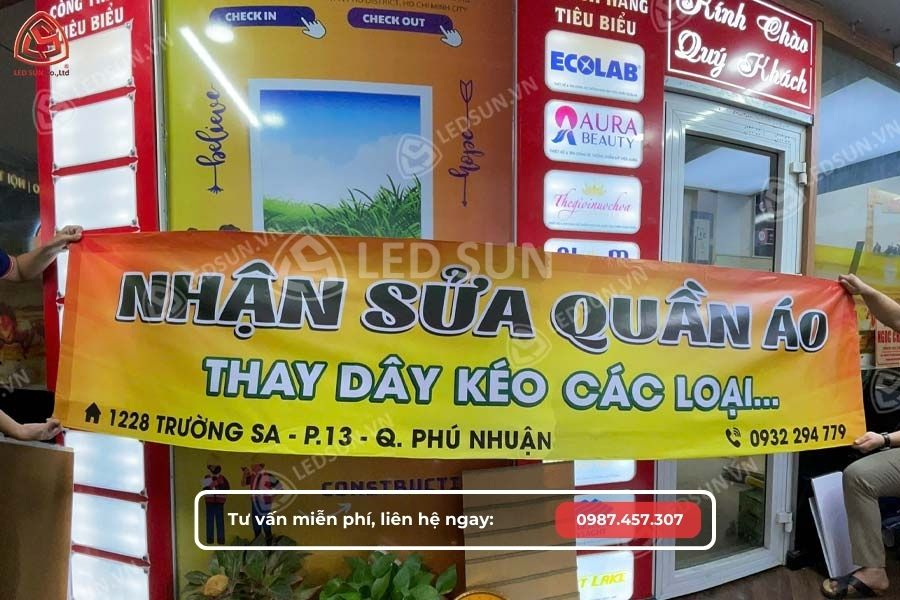 CÔNG TR
TIÊU BIỂU
LED SUN Co.,Ltd
CHECK IN
CHECK OUT
believe
hope
HÀNG
TIÊU BIỂU
ECOLAB
AURA
BEAUTY
Thegioinuochoa
Kính Chào
Quý Khách
LED SUN
LEDSUN.VN
NHẬN SỬA QUẦN ÁO
THAY DÂY KÉO CÁC LOẠI...
1228 TRƯỜNG SA - P.13 - Q. PHÚ NHUẬN
0932 294 779
CONSTRUCTI
Tư vấn miễn phí, liên hệ ngay:
0987.457.307